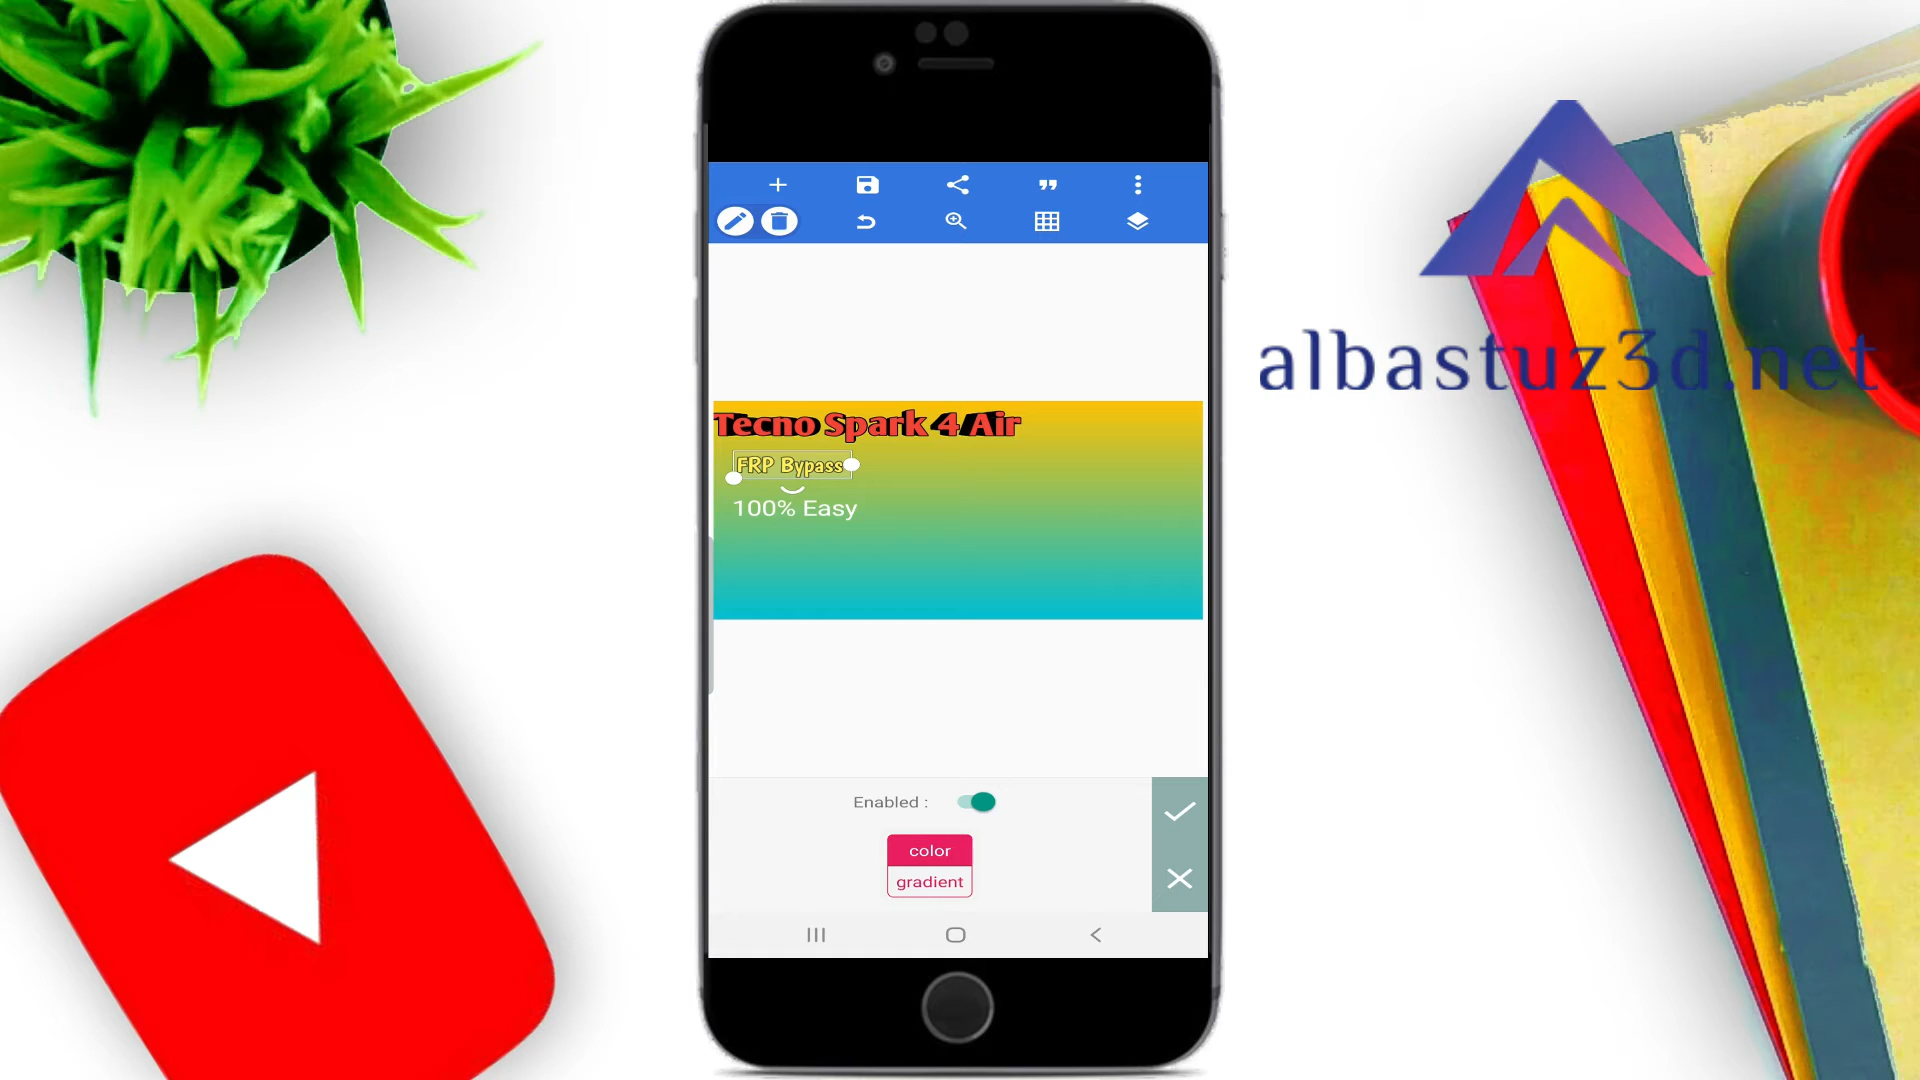 albastuz3d.net
Tecno Spark 4 Air
FRP Bypass
100% Easy
Enabled :
color
gradient